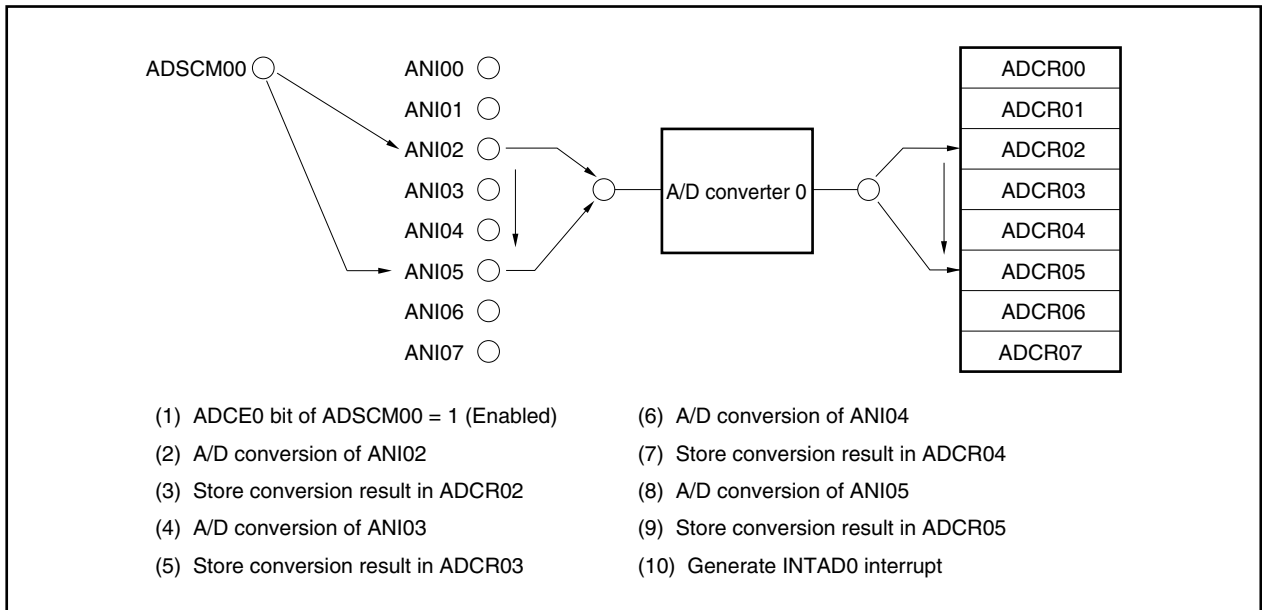 ADSCM00
ANI00
ANI01
ANI02
ANI03
ANI04
ANI05
ANI06
ANI07
A/D converter 0
ADCR00
ADCR01
ADCR02
ADCR03
ADCR04
ADCR05
ADCR06
ADCR07
(1) ADCE0 bit of ADSCM00 = 1 (Enabled)
(2) A/D conversion of ANI02
(3) Store conversion result in ADCR02
(4) A/D conversion of ANI03
(5) Store conversion result in ADCR03
(6) A/D conversion of ANI04
(7) Store conversion result in ADCR04
(8) A/D conversion of ANI05
(9) Store conversion result in ADCR05
(10) Generate INTAD0 interrupt